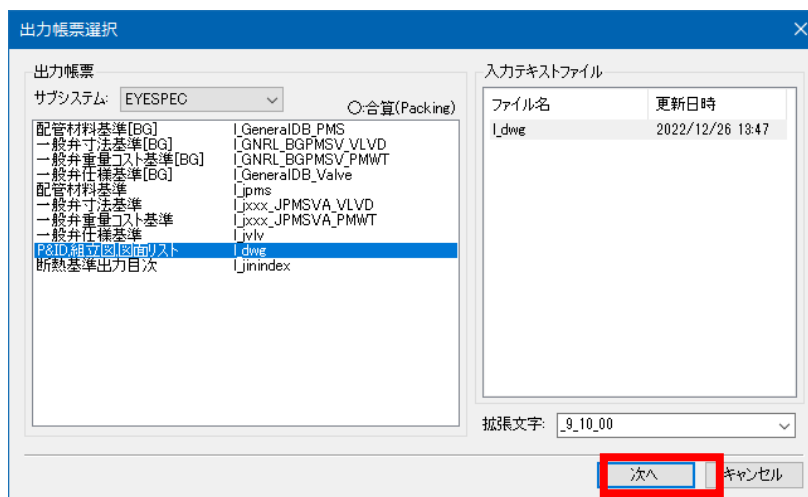 出力帳票選択
出力帳票
サブシステム: EYESPEC
○:合算(Packing)
配管材料基準[BG] I_GeneralDB_PMS
一般弁寸法基準[BG] I_GNRL_BGPMSV_VLVD
一般弁重量コスト基準[BG] I_GNRL_BGPMSV_PMWT
一般弁仕様基準[BG] I_GeneralDB_Valve
配管材料基準 I_jpms
一般弁寸法基準 I_jxxx_JPMSVA_VLVD
一般弁重量コスト基準 I_jxxx_JPMSVA_PMWT
一般弁仕様基準 I_jvlv
P&ID,組立図,図面リスト I_dwg
断熱基準出力目次 I_jinindex
入力テキストファイル
ファイル名 更新日時
I_dwg 2022/12/26 13:47
拡張文字: _9_10_00
次へ キャンセル